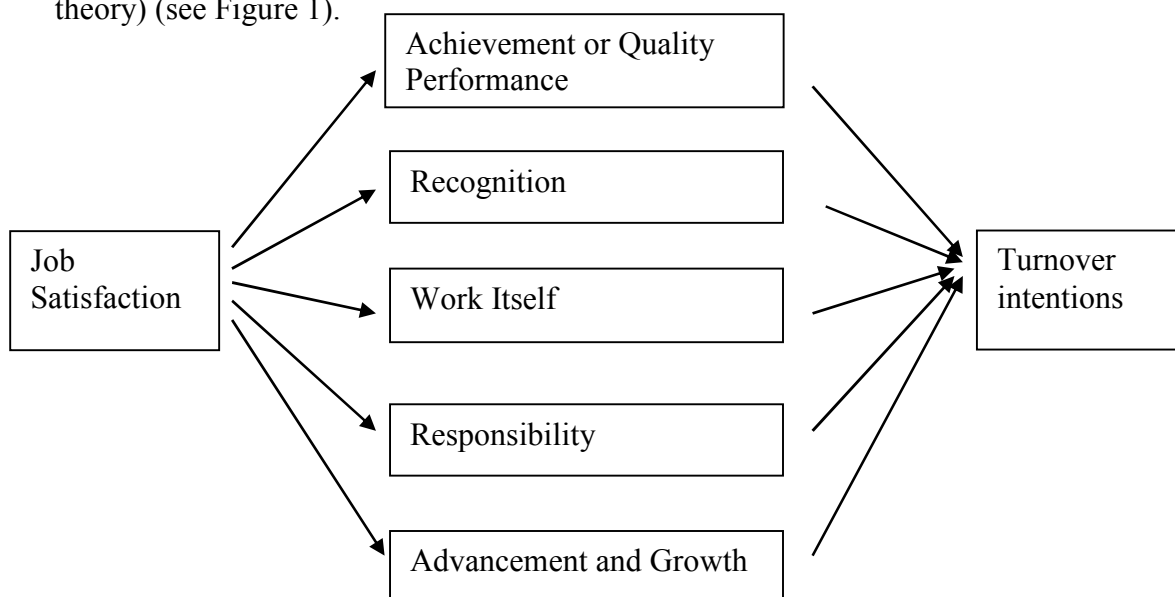 theory) (see Figure 1).
Achievement or Quality
Performance
Recognition
Job
Satisfaction
Work Itself
Turnover
intentions
Responsibility
Advancement and Growth